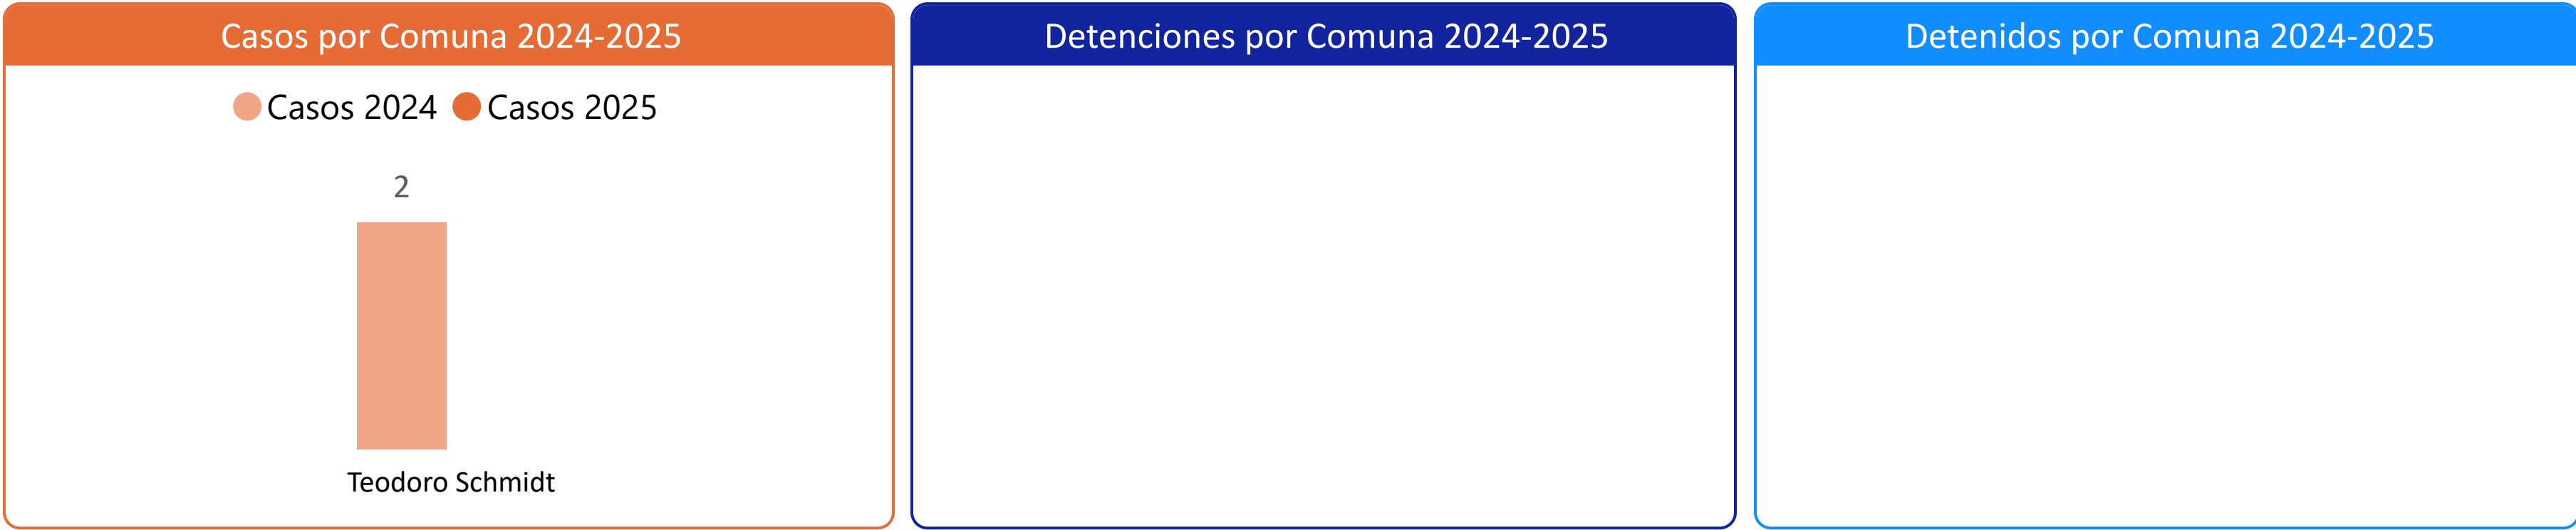 Casos por Comuna 2024-2025
Casos 2024 Casos 2025
2
Teodoro Schmidt
Detenciones por Comuna 2024-2025
Detenidos por Comuna 2024-2025